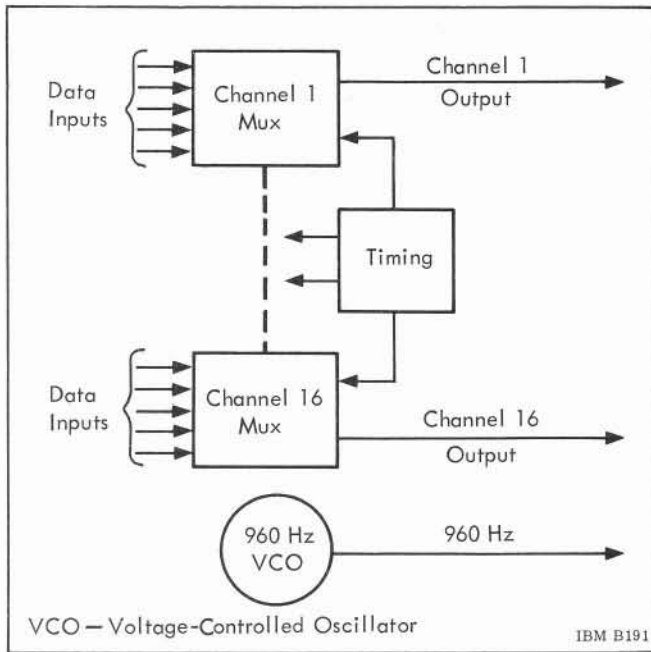 Data
Inputs
Channel 1
Mux
Channel 1
Output
Timing
Data
Inputs
Channel 16
Mux
Channel 16
Output
960 Hz
VCO
960 Hz
VCO — Voltage-Controlled Oscillator
IBM B191